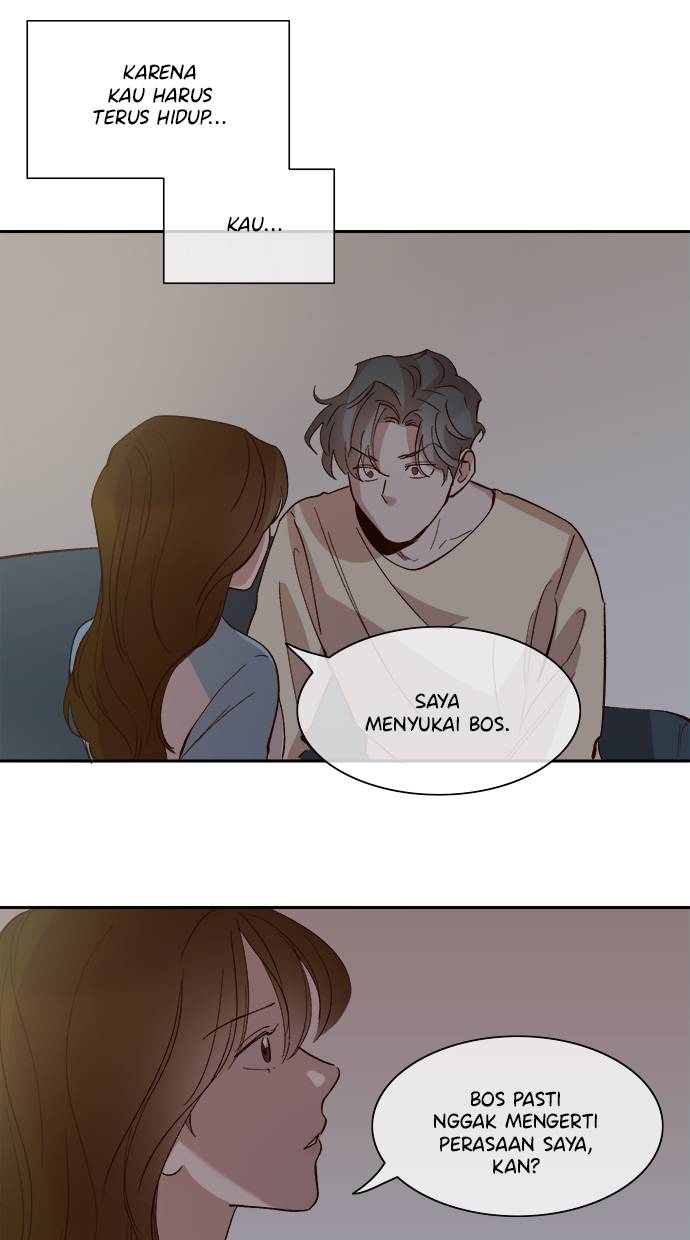 KARENA
KAU HARUS
TERUS HIDUP...
KAU...
SAYA
MENYUKAI BOS.
BOS PASTI
NGGAK MENGERTI
PERASAAN SAYA,
KAN?